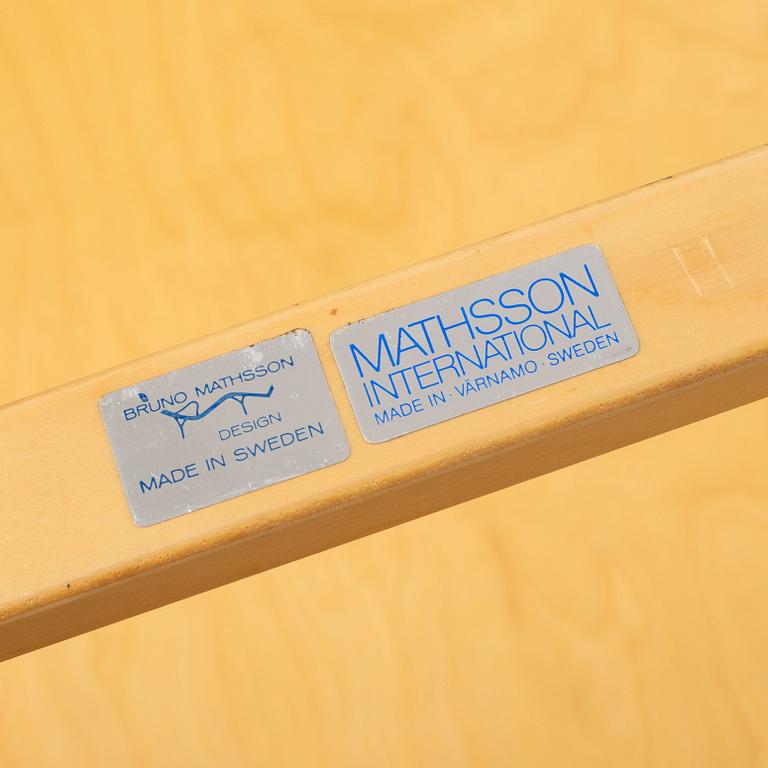 BRUNO MATHSSON
DESIGN
MADE IN SWEDEN
MATHSSON
INTERNATIONAL
MADE IN · VÄRNAMO · SWEDEN